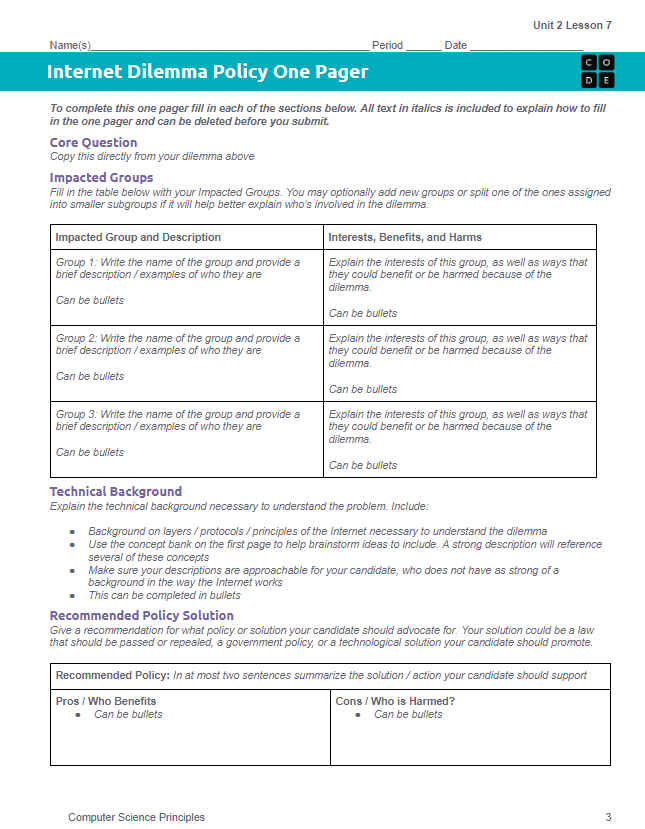 Unit 2 Lesson 7
Name(s)______________________________________________ Period ______ Date ___________________
Internet Dilemma Policy One Pager
C O
D E
To complete this one pager fill in each of the sections below. All text in italics is included to explain how to fill
in the one pager and can be deleted before you submit.
Core Question
Copy this directly from your dilemma above
Impacted Groups
Fill in the table below with your Impacted Groups. You may optionally add new groups or split one of the ones assigned
into smaller subgroups if it will help better explain who's involved in the dilemma.
Impacted Group and Description
Interests, Benefits, and Harms
Group 1: Write the name of the group and provide a
brief description / examples of who they are
Can be bullets
Explain the interests of this group, as well as ways that
they could benefit or be harmed because of the
dilemma.
Can be bullets
Group 2: Write the name of the group and provide a
brief description / examples of who they are
Can be bullets
Explain the interests of this group, as well as ways that
they could benefit or be harmed because of the
dilemma.
Can be bullets
Group 3: Write the name of the group and provide a
brief description / examples of who they are
Can be bullets
Explain the interests of this group, as well as ways that
they could benefit or be harmed because of the
dilemma.
Can be bullets
Technical Background
Explain the technical background necessary to understand the problem. Include:
● Background on layers / protocols / principles of the Internet necessary to understand the dilemma
● Use the concept bank on the first page to help brainstorm ideas to include. A strong description will reference
several of these concepts
● Make sure your descriptions are approachable for your candidate, who does not have as strong of a
background in the way the Internet works
● This can be completed in bullets
Recommended Policy Solution
Give a recommendation for what policy or solution your candidate should advocate for. Your solution could be a law
that should be passed or repealed, a government policy, or a technological solution your candidate should promote.
Recommended Policy: In at most two sentences summarize the solution / action your candidate should support
Pros / Who Benefits
● Can be bullets
Cons / Who is Harmed?
● Can be bullets
Computer Science Principles
3